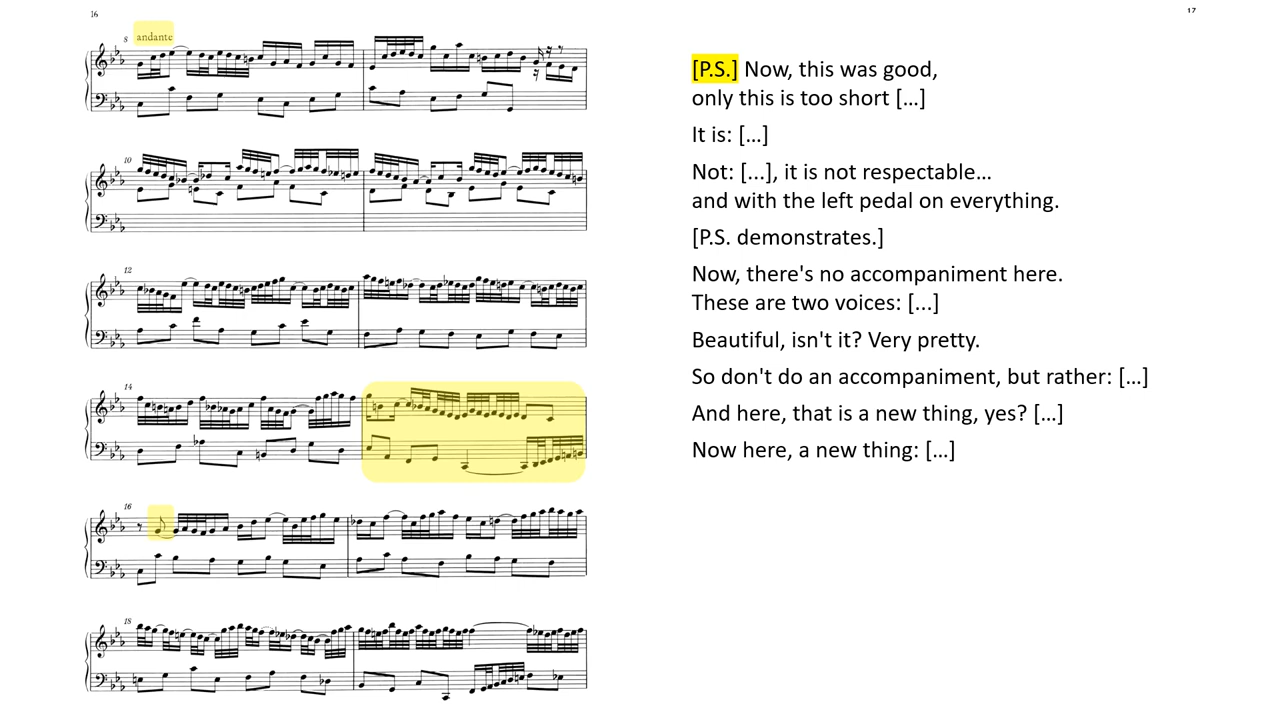 16
17
8 andante
10
12
14
16
18
[P.S.] Now, this was good,
only this is too short [...]
It is: [...]
Not: [...], it is not respectable...
and with the left pedal on everything.
[P.S. demonstrates.]
Now, there's no accompaniment here.
These are two voices: [...]
Beautiful, isn't it? Very pretty.
So don't do an accompaniment, but rather: [...]
And here, that is a new thing, yes? [...]
Now here, a new thing: [...]